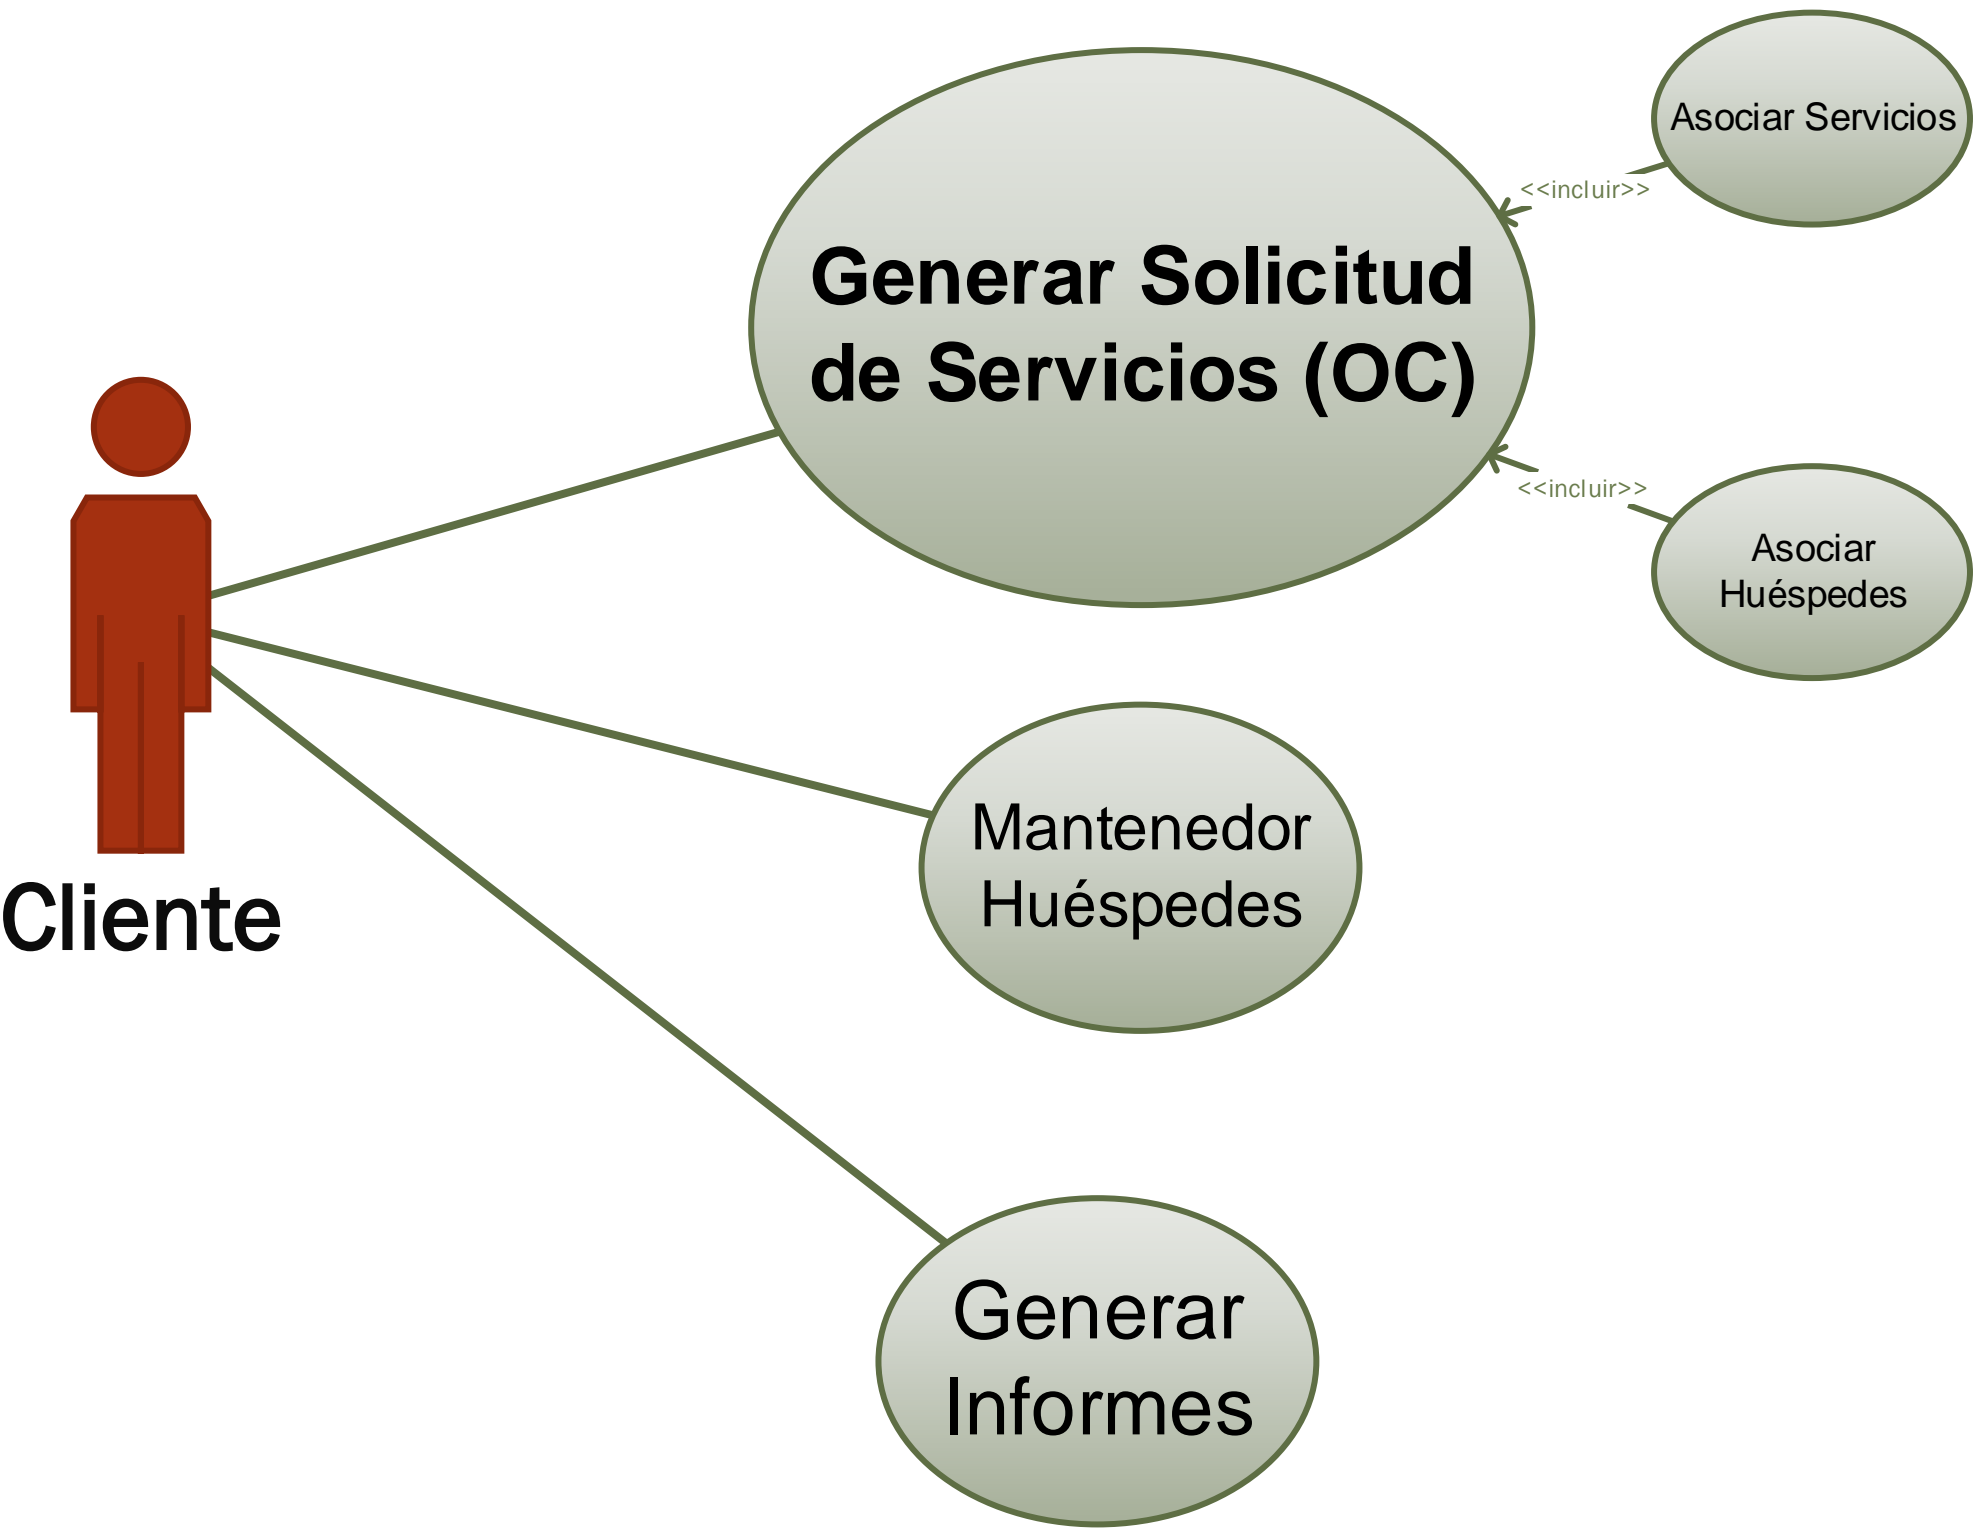 Asociar Servicios
<<incluir>>
Generar Solicitud
de Servicios (OC)
<<incluir>>
Asociar
Huéspedes
Mantenedor
Huéspedes
Cliente
Generar
Informes